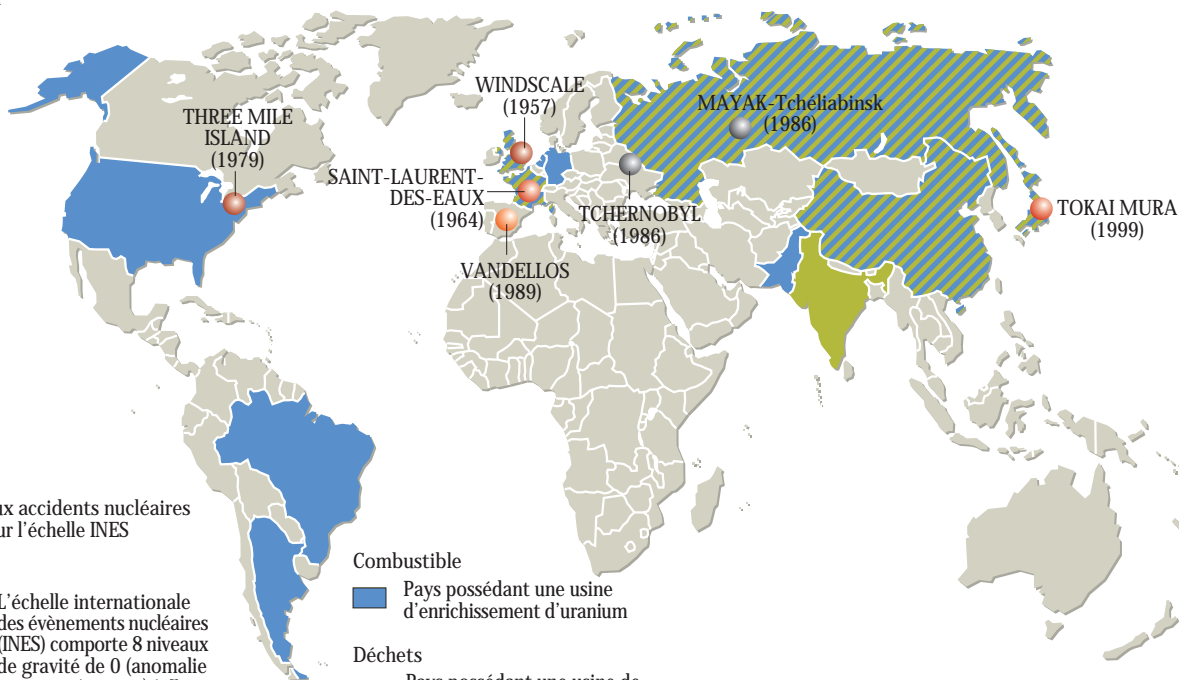 WINDSCALE
(1957)
MAYAK-Tchéliabinsk
(1986)
THREE MILE
ISLAND
(1979)
SAINT-LAURENT-
DES-EAUX
(1964)
TCHERNOBYL
(1986)
TOKAI MURA
(1999)
VANDELLOS
(1989)
accidents nucléaires
l'échelle INES
L'échelle internationale
des évènements nucléaires
(INES) comporte 8 niveaux
de gravité de 0 (anomalie
Combustible
Pays possédant une usine
d'enrichissement d'uranium
Déchets
Pays possédant une usine de